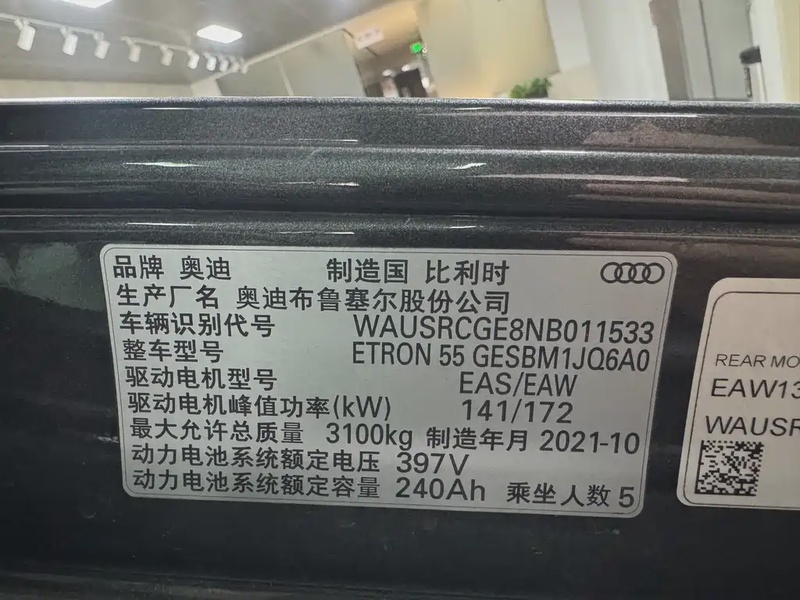 品牌 奥迪 制造国 比利时
生产厂名 奥迪布鲁塞尔股份公司
车辆识别代号 WAUSRCGE8NB011533
整车型号 ETRON 55 GESBM1JQ6A0
驱动电机型号 EAS/EAW
驱动电机峰值功率(kW) 141/172
最大允许总质量 3100kg 制造年月 2021-10
动力电池系统额定电压 397V
动力电池系统额定容量 240Ah 乘坐人数 5
REAR MO
EAW13
WAUSR